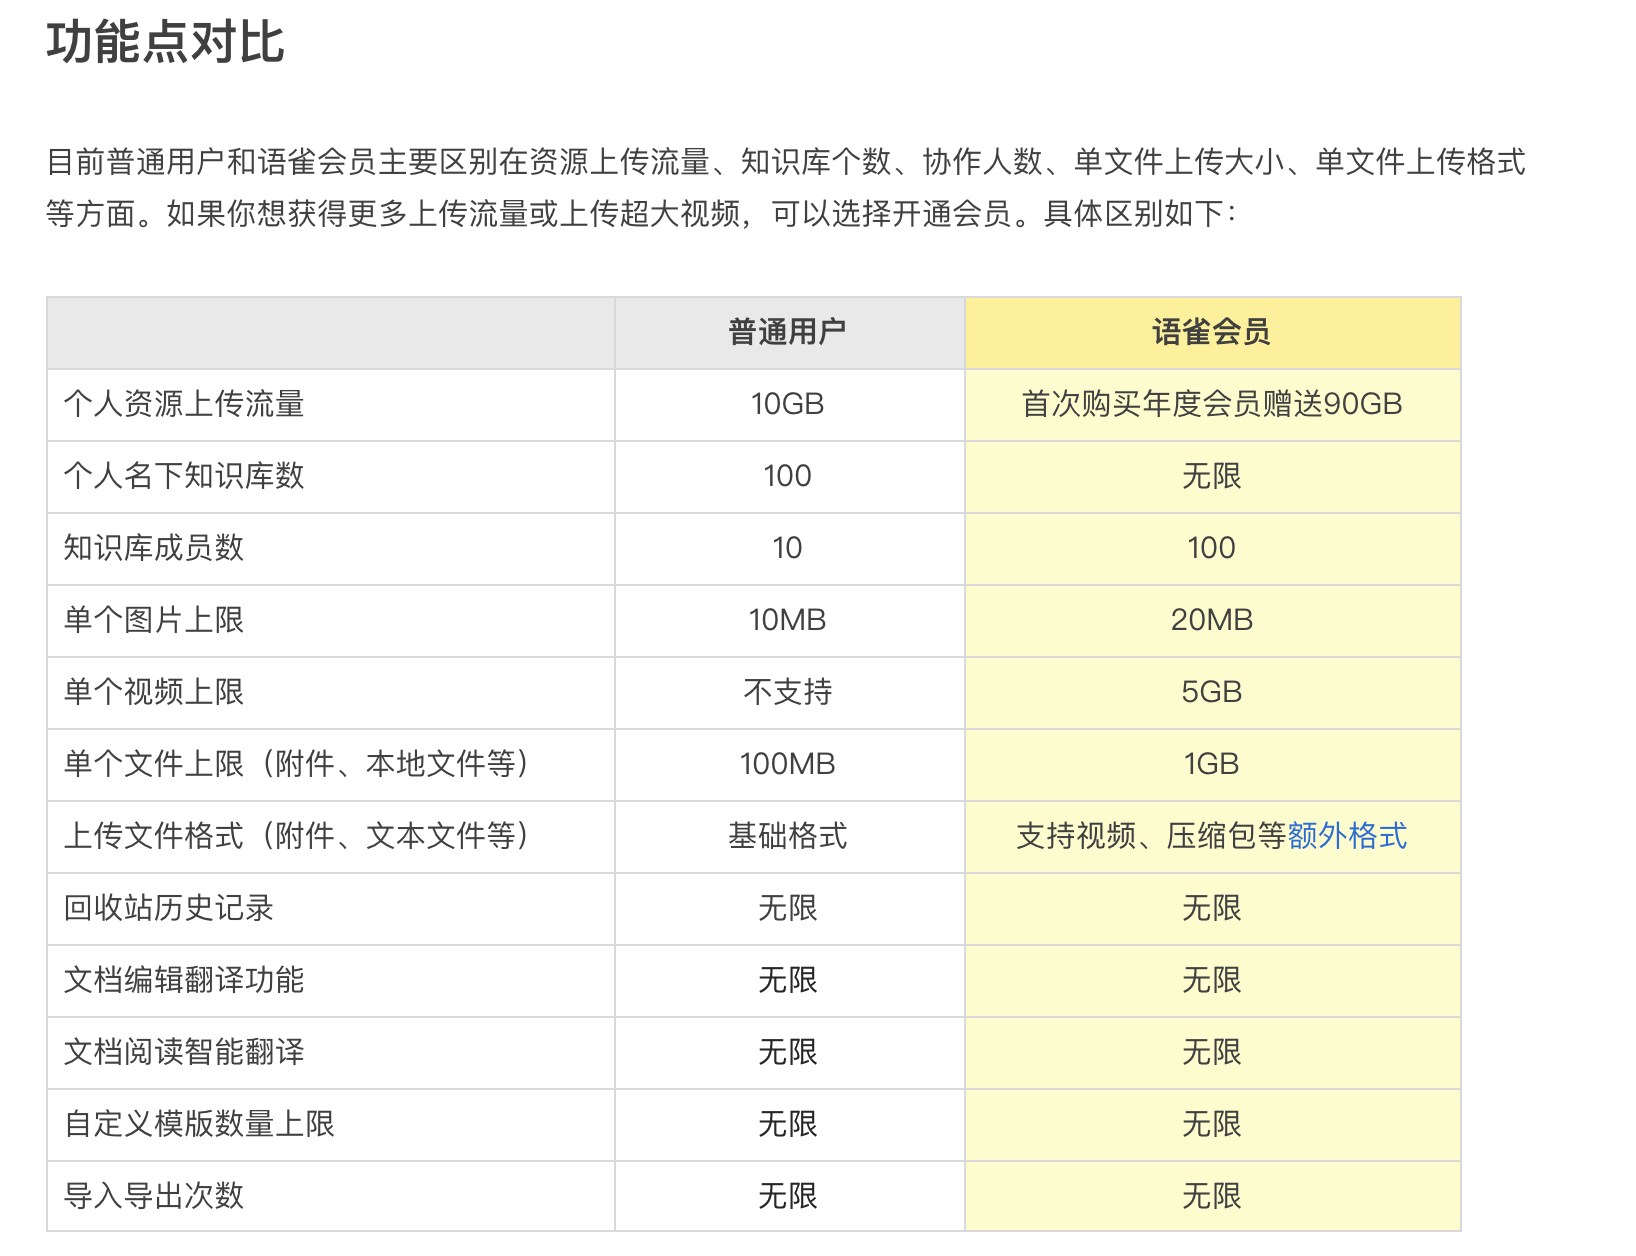 功能点对比
目前普通用户和语雀会员主要区别在资源上传流量、知识库个数、协作人数、单文件上传大小、单文件上传格式
等方面。如果你想获得更多上传流量或上传超大视频，可以选择开通会员。具体区别如下：
普通用户 语雀会员
个人资源上传流量 10GB 首次购买年度会员赠送90GB
个人名下知识库数 100 无限
知识库成员数 10 100
单个图片上限 10MB 20MB
单个视频上限 不支持 5GB
单个文件上限（附件、本地文件等） 100MB 1GB
上传文件格式（附件、文本文件等） 基础格式 支持视频、压缩包等额外格式
回收站历史记录 无限 无限
文档编辑翻译功能 无限 无限
文档阅读智能翻译 无限 无限
自定义模版数量上限 无限 无限
导入导出次数 无限 无限